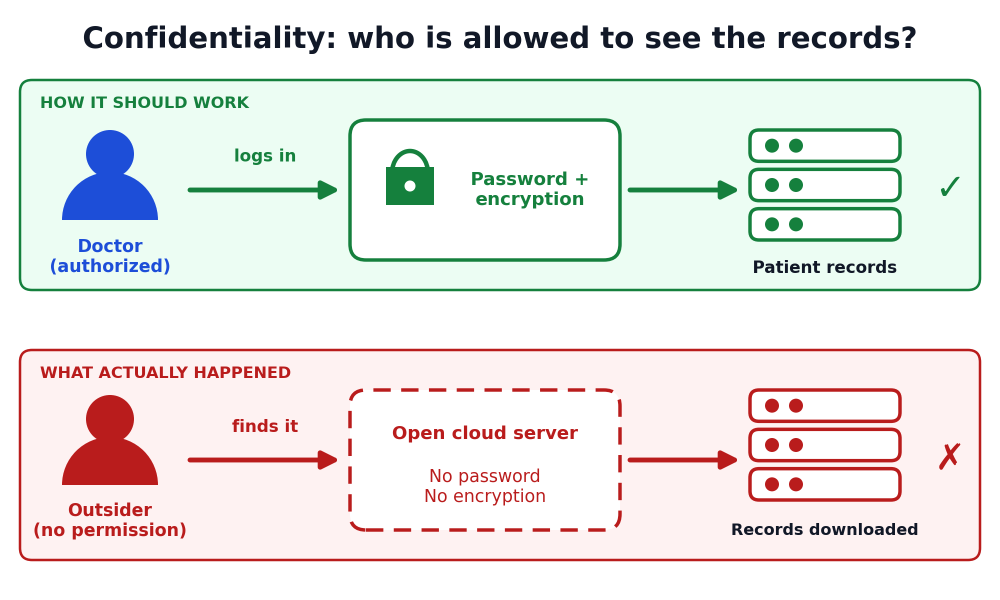 Confidentiality: who is allowed to see the records?
HOW IT SHOULD WORK
logs in
Password +
encryption
✓
Doctor
(authorized)
Patient records
WHAT ACTUALLY HAPPENED
finds it
Open cloud server
No password
No encryption
✗
Outsider
(no permission)
Records downloaded